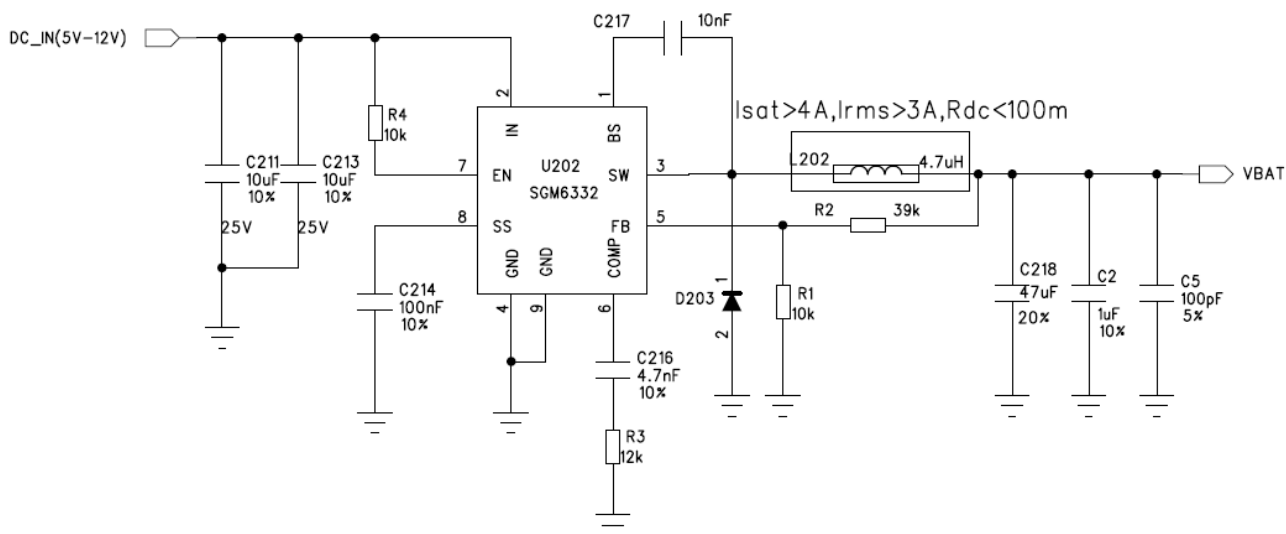 C217
10nF
DC_IN(5V-12V)
R4
10k
2
1
Isat>4A,Irms>3A,Rdc<100m
IN
BS
C211
10uF
10%
25V
C213
10uF
10%
25V
7
EN
U202
SGM6332
SW
3
L202
4.7uH
VBAT
8
SS
FB
5
R2
39k
GND
GND
COMP
C214
100nF
10%
4
9
6
D203
1
2
R1
10k
C218
47uF
20%
C2
1uF
10%
C5
100pF
5%
C216
4.7nF
10%
R3
12k